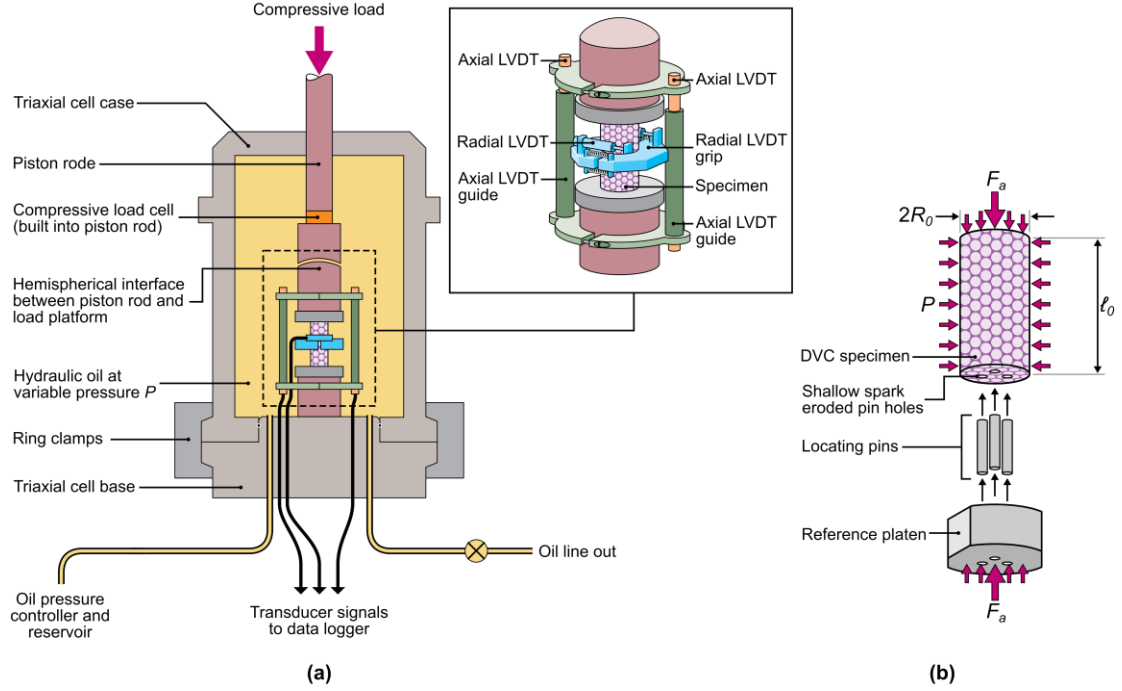 Compressive load
Triaxial cell case
Piston rode
Compressive load cell
(built into piston rod)
Hemispherical interface
between piston rod and
load platform
Hydraulic oil at
variable pressure P
Ring clamps
Triaxial cell base
Oil pressure
controller and
reservoir
Transducer signals
to data logger
Oil line out
(a)
Axial LVDT
Axial LVDT
Radial LVDT
Radial LVDT
grip
Axial LVDT
guide
Specimen
Axial LVDT
guide
Fa
2R0
P
ℓ0
DVC specimen
Shallow spark
eroded pin holes
Locating pins
Reference platen
Fa
(b)